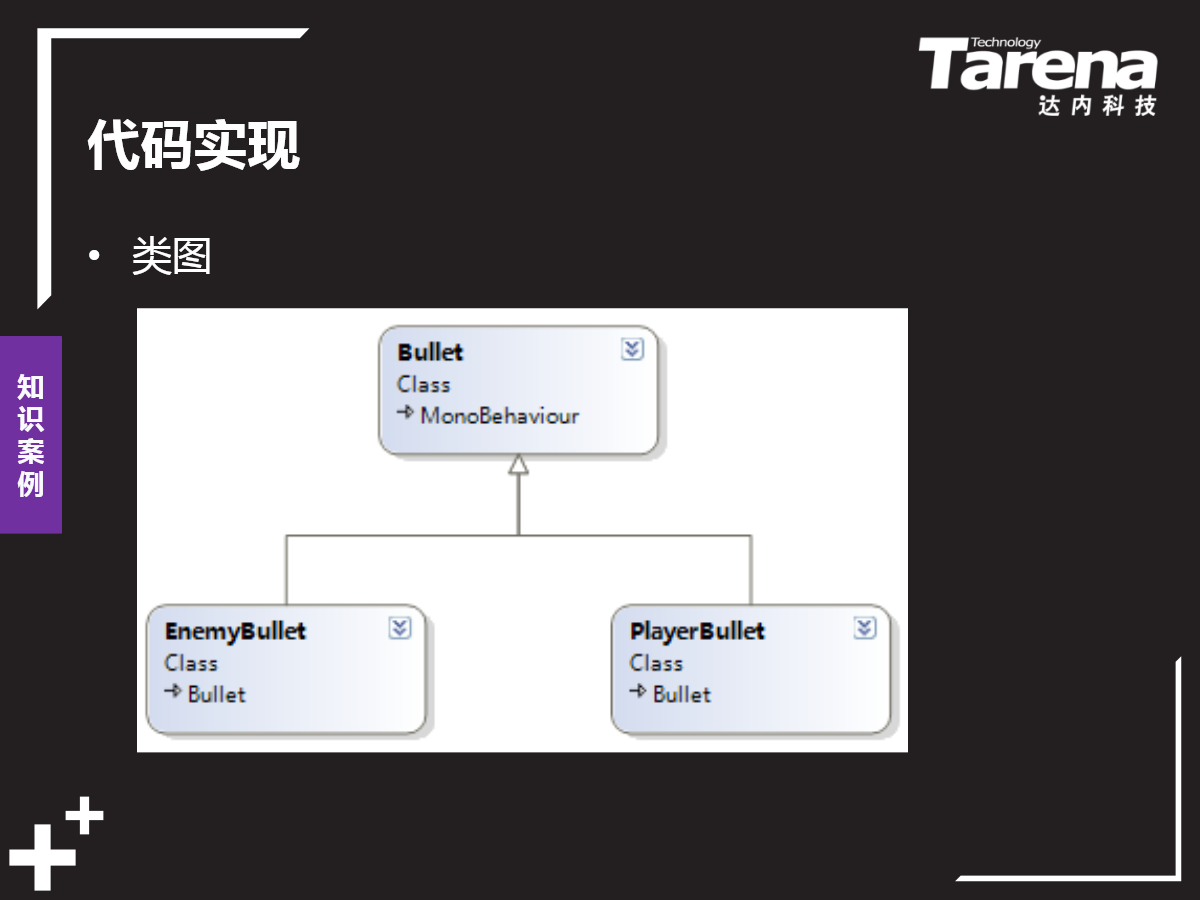 Technology
Tarena
达内科技
代码实现
• 类图
知识案例
Bullet
Class
MonoBehaviour
EnemyBullet
Class
Bullet
PlayerBullet
Class
Bullet